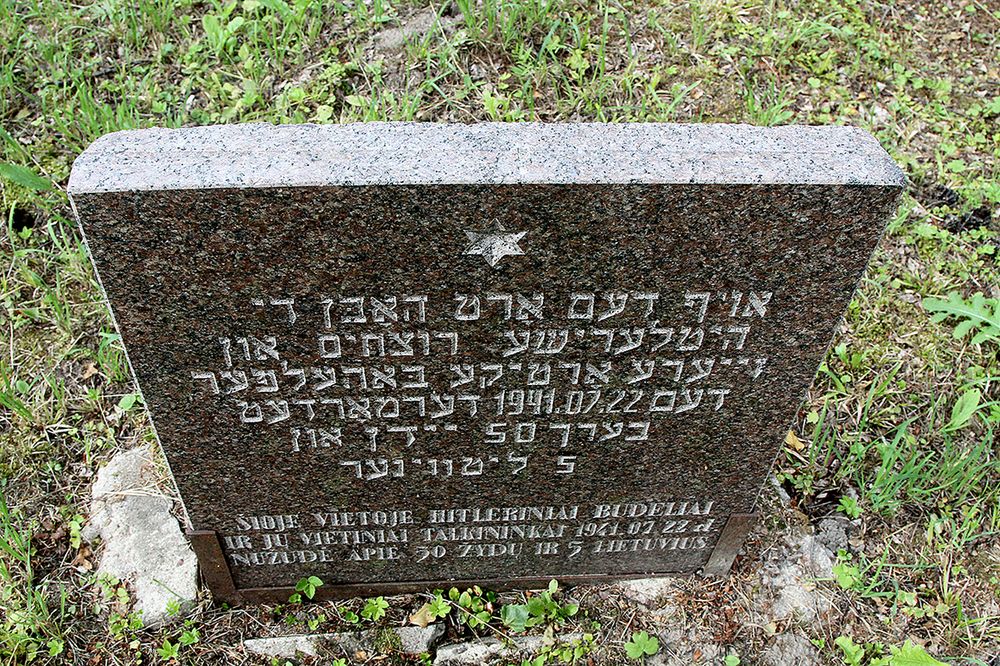 אויף דעם ארט האבן די
היטלערישע רוצחים און
זייערע ארטיקע באהעלפער
דעם 1941.07.22 דערמארדעט
בערך 50 יידן און
5 ליטווינער
ŠIOJE VIETOJE HITLERINIAI BUDELIAI
IR JŲ VIETINIAI TALKININKAI 1941.07.22 d.
NUŽUDĖ APIE 50 ŽYDŲ IR 5 LIETUVIUS